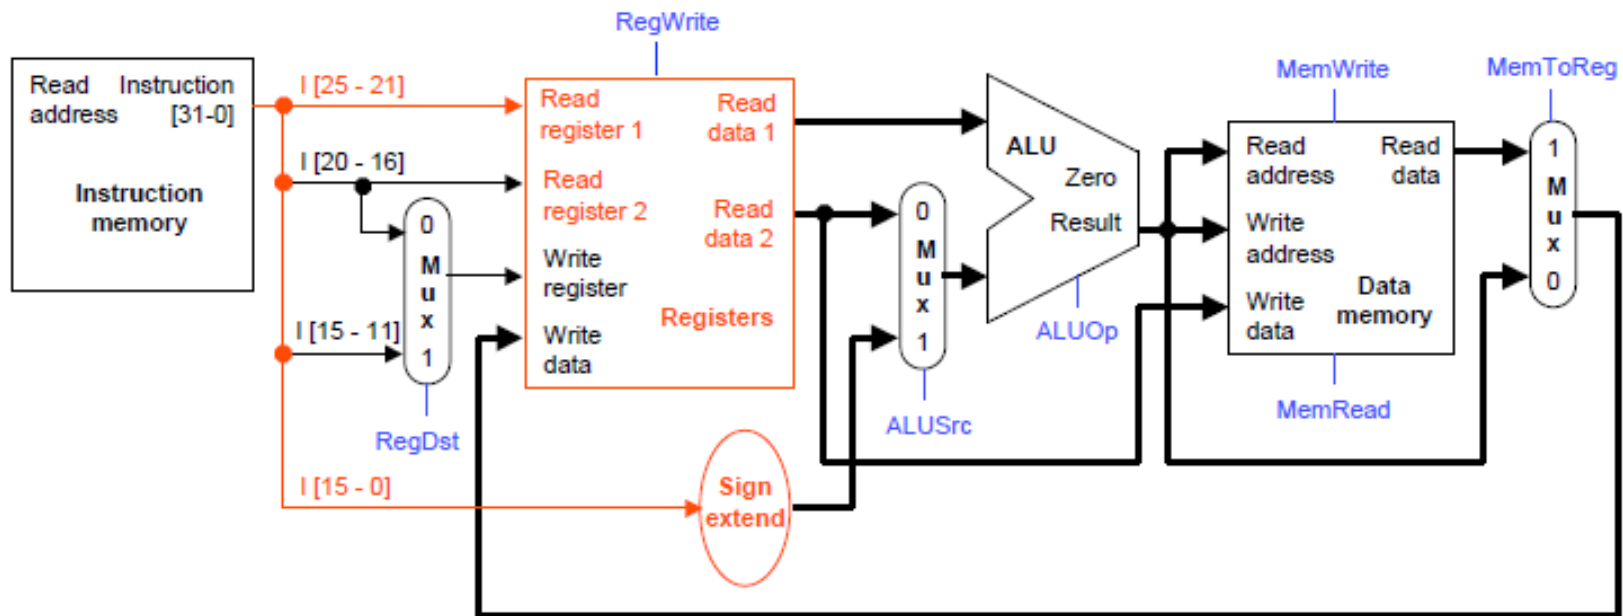 RegWrite
Read Instruction
address [31-0]
Instruction
memory
I [25 - 21]
I [20 - 16]
I [15 - 11]
I [15 - 0]
0
M
u
x
1
RegDst
Read
register 1
Read
data 1
Read
register 2
Read
data 2
Write
register
Registers
Write
data
Sign
extend
0
M
u
x
1
ALUSrc
ALU
Zero
Result
ALUOp
MemWrite
Read
address
Read
data
Write
address
Write
data
Data
memory
MemRead
MemToReg
1
M
u
x
0